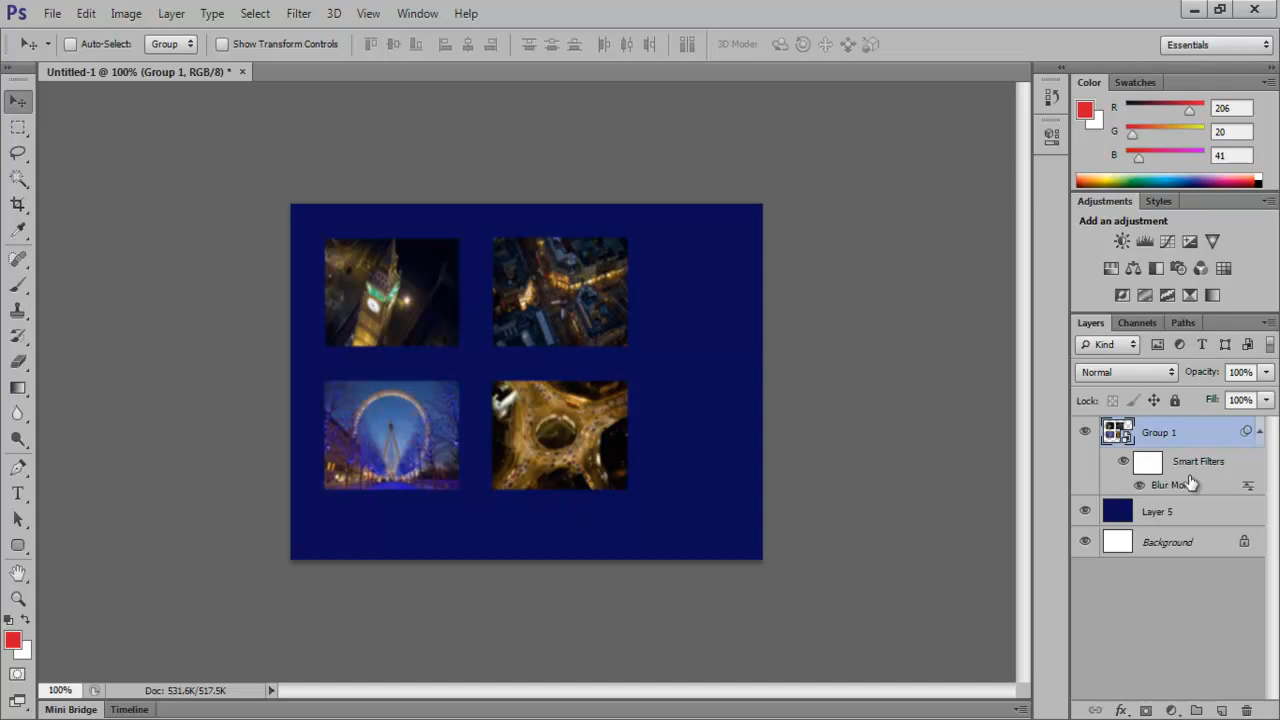 Ps File Edit Image Layer Type Select Filter 3D View Window Help
Auto-Select: Group Show Transform Controls 3D Mode: Essentials
Untitled-1 @ 100% (Group 1, RGB/8) * ×
Color Swatches
R 206
G 20
B 41
Adjustments Styles
Add an adjustment
Layers Channels Paths
Kind
Normal Opacity: 100%
Lock: Fill: 100%
Group 1
Smart Filters
Blur
Layer 5
Background
100% Doc: 531.6K/517.5K
Mini Bridge Timeline